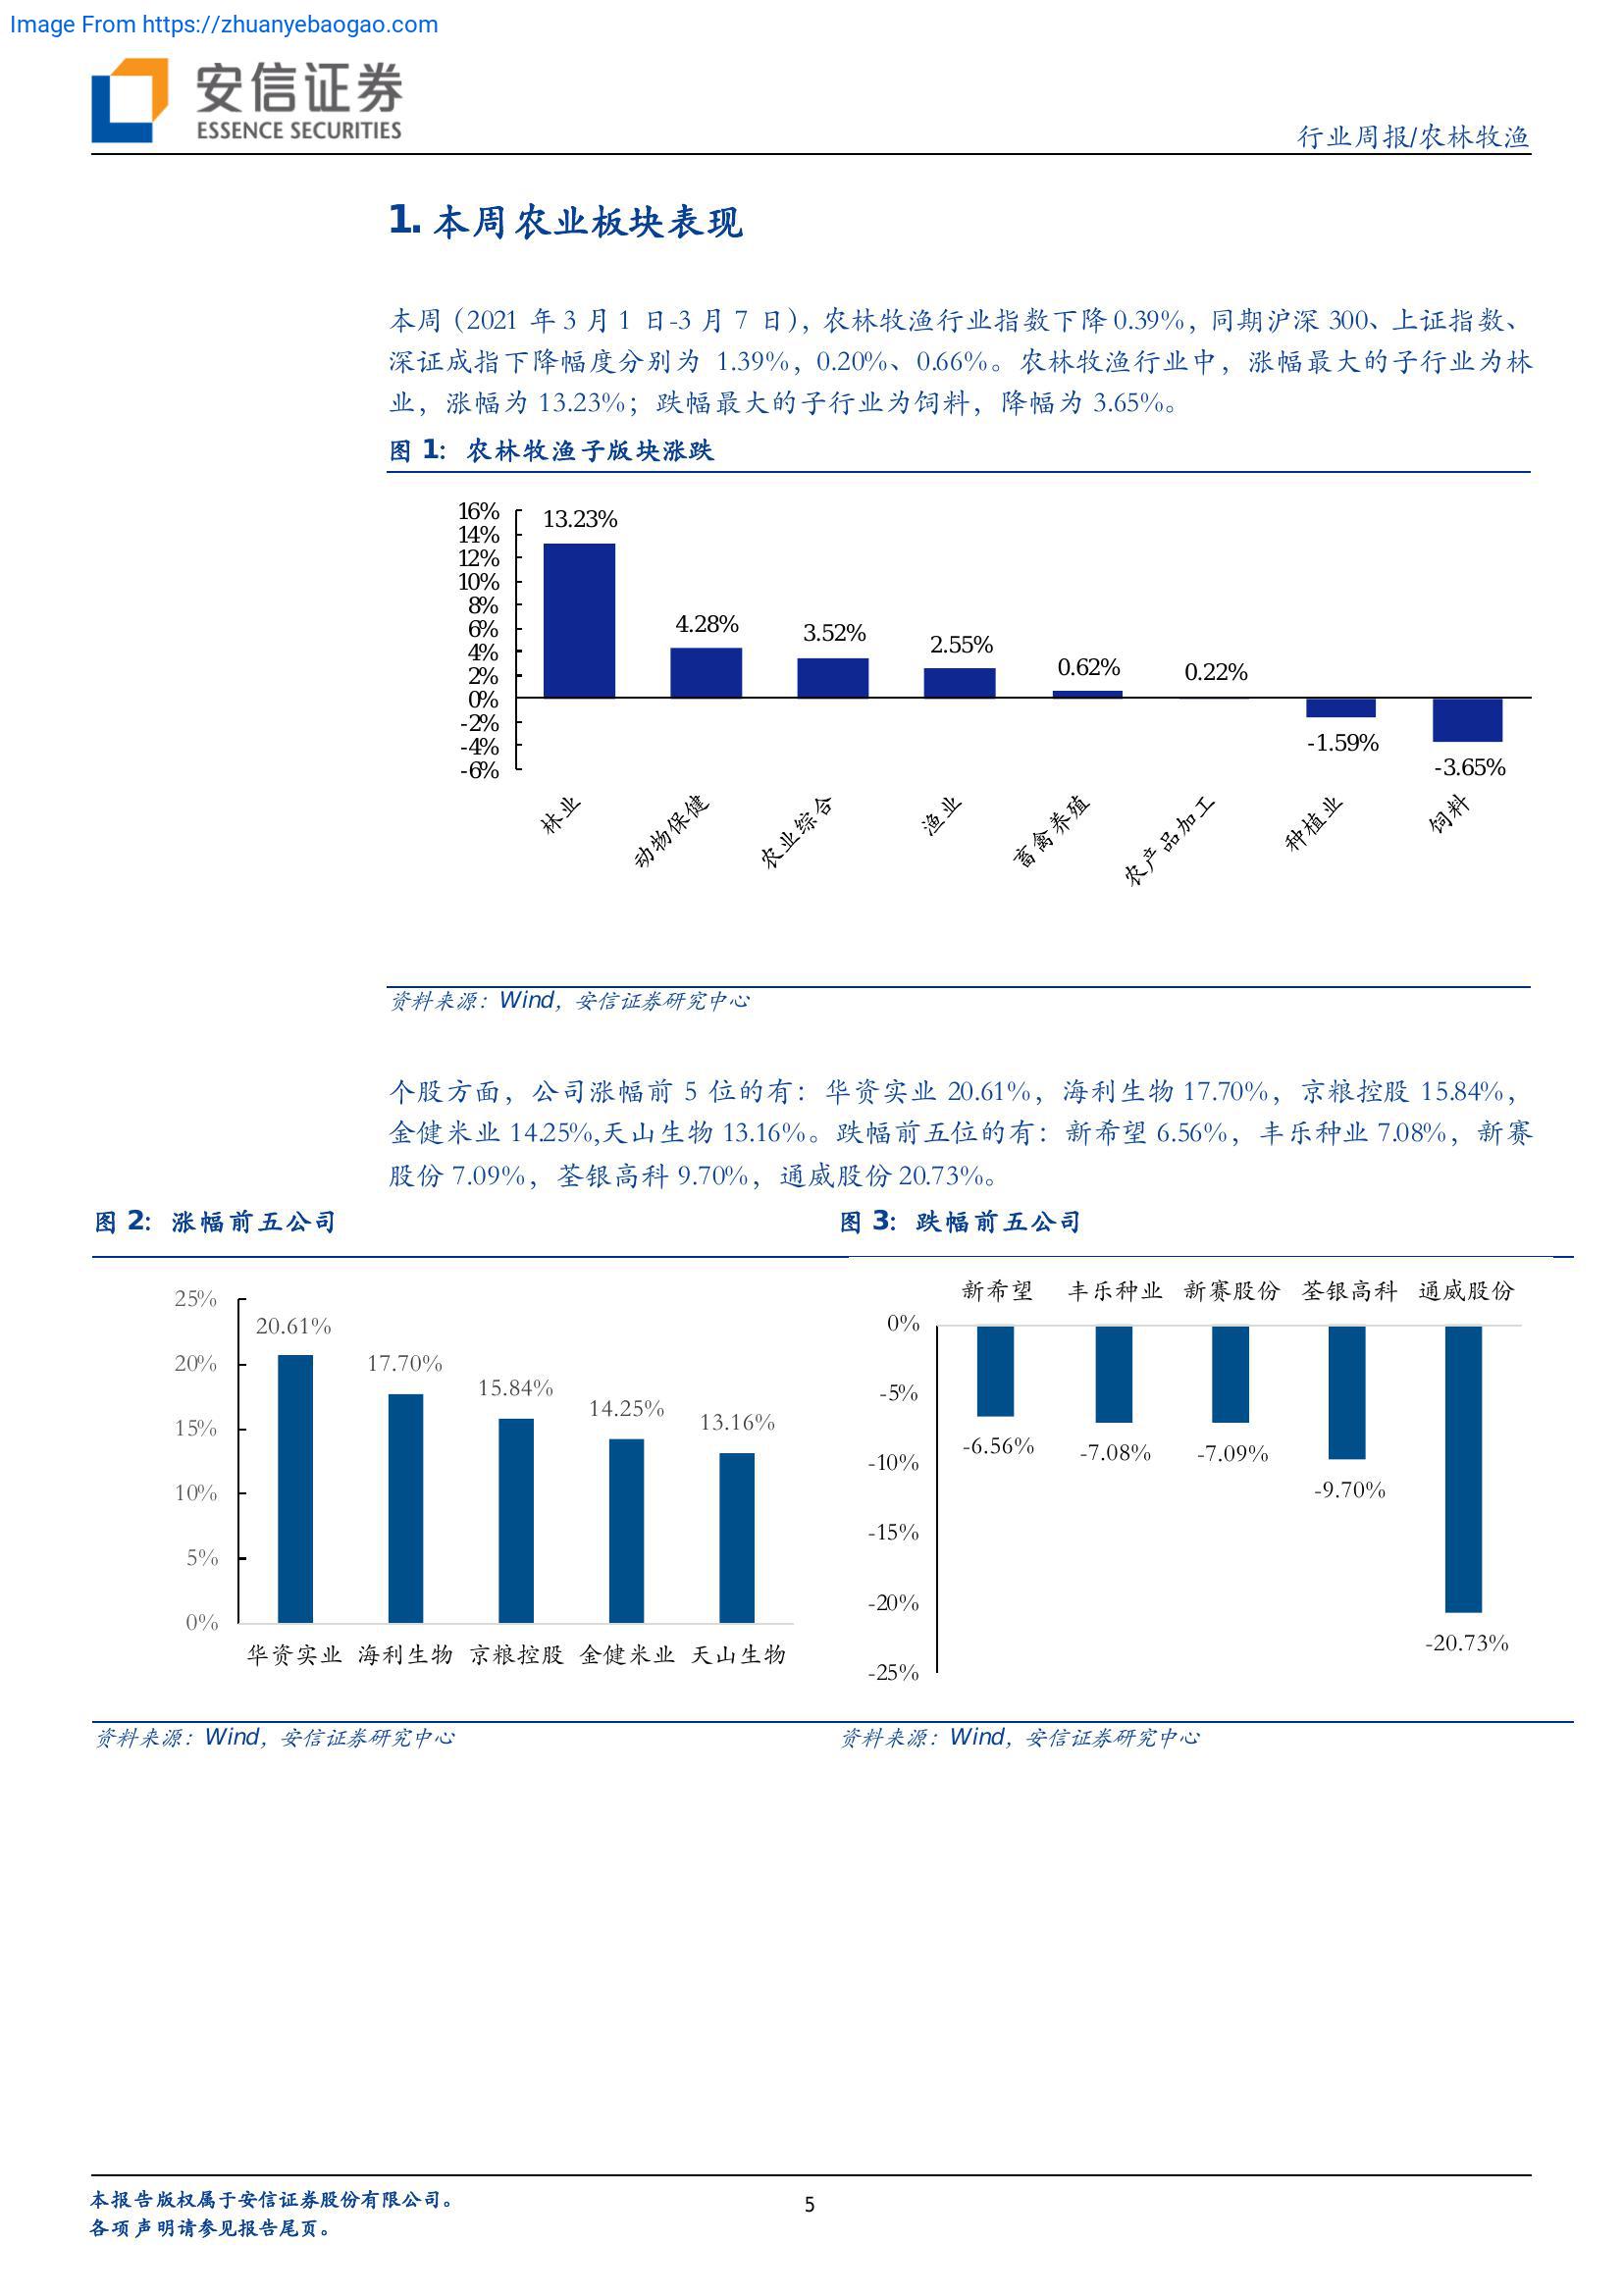 Image From https://zhuanyebaogao.com
安信证券
ESSENCE SECURITIES
行业周报/农林牧渔
1. 本周农业板块表现
本周（2021 年 3 月 1 日-3 月 7 日），农林牧渔行业指数下降 0.39%，同期沪深 300、上证指数、
深证成指下降幅度分别为 1.39%，0.20%、0.66%。农林牧渔行业中，涨幅最大的子行业为林
业，涨幅为 13.23%；跌幅最大的子行业为饲料，降幅为 3.65%。
图 1：农林牧渔子版块涨跌
16%
14%
12%
10%
8%
6%
4%
2%
0%
-2%
-4%
-6%
13.23%
4.28%
3.52%
2.55%
0.62%
0.22%
-1.59%
-3.65%
林业
动物保健
农业综合
渔业
畜禽养殖
农产品加工
种植业
饲料
资料来源：Wind，安信证券研究中心
个股方面，公司涨幅前 5 位的有：华资实业 20.61%，海利生物 17.70%，京粮控股 15.84%，
金健米业 14.25%,天山生物 13.16%。跌幅前五位的有：新希望 6.56%，丰乐种业 7.08%，新赛
股份 7.09%，荃银高科 9.70%，通威股份 20.73%。
图 2：涨幅前五公司
25%
20%
15%
10%
5%
0%
20.61%
17.70%
15.84%
14.25%
13.16%
华资实业 海利生物 京粮控股 金健米业 天山生物
资料来源：Wind，安信证券研究中心
图 3：跌幅前五公司
新希望 丰乐种业 新赛股份 荃银高科 通威股份
0%
-5%
-10%
-15%
-20%
-25%
-6.56%
-7.08%
-7.09%
-9.70%
-20.73%
资料来源：Wind，安信证券研究中心
本报告版权属于安信证券股份有限公司。
各项声明请参见报告尾页。
5